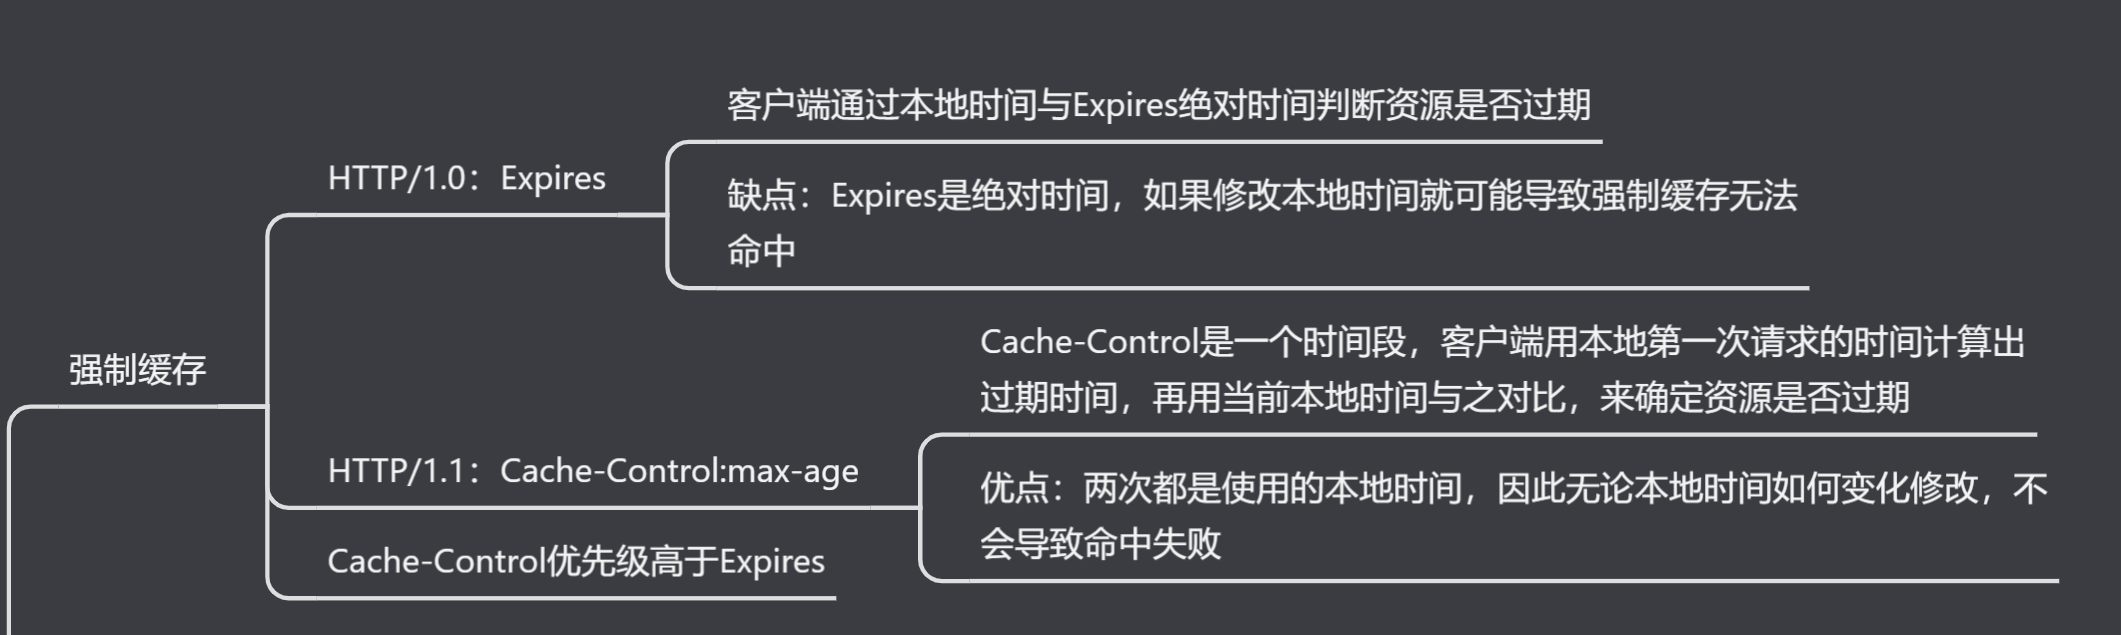 客户端通过本地时间与Expires绝对时间判断资源是否过期
HTTP/1.0：Expires
缺点：Expires是绝对时间，如果修改本地时间就可能导致强制缓存无法
命中
强制缓存
Cache-Control是一个时间段，客户端用本地第一次请求的时间计算出
过期时间，再用当前本地时间与之对比，来确定资源是否过期
HTTP/1.1：Cache-Control:max-age
优点：两次都是使用的本地时间，因此无论本地时间如何变化修改，不
会导致命中失败
Cache-Control优先级高于Expires